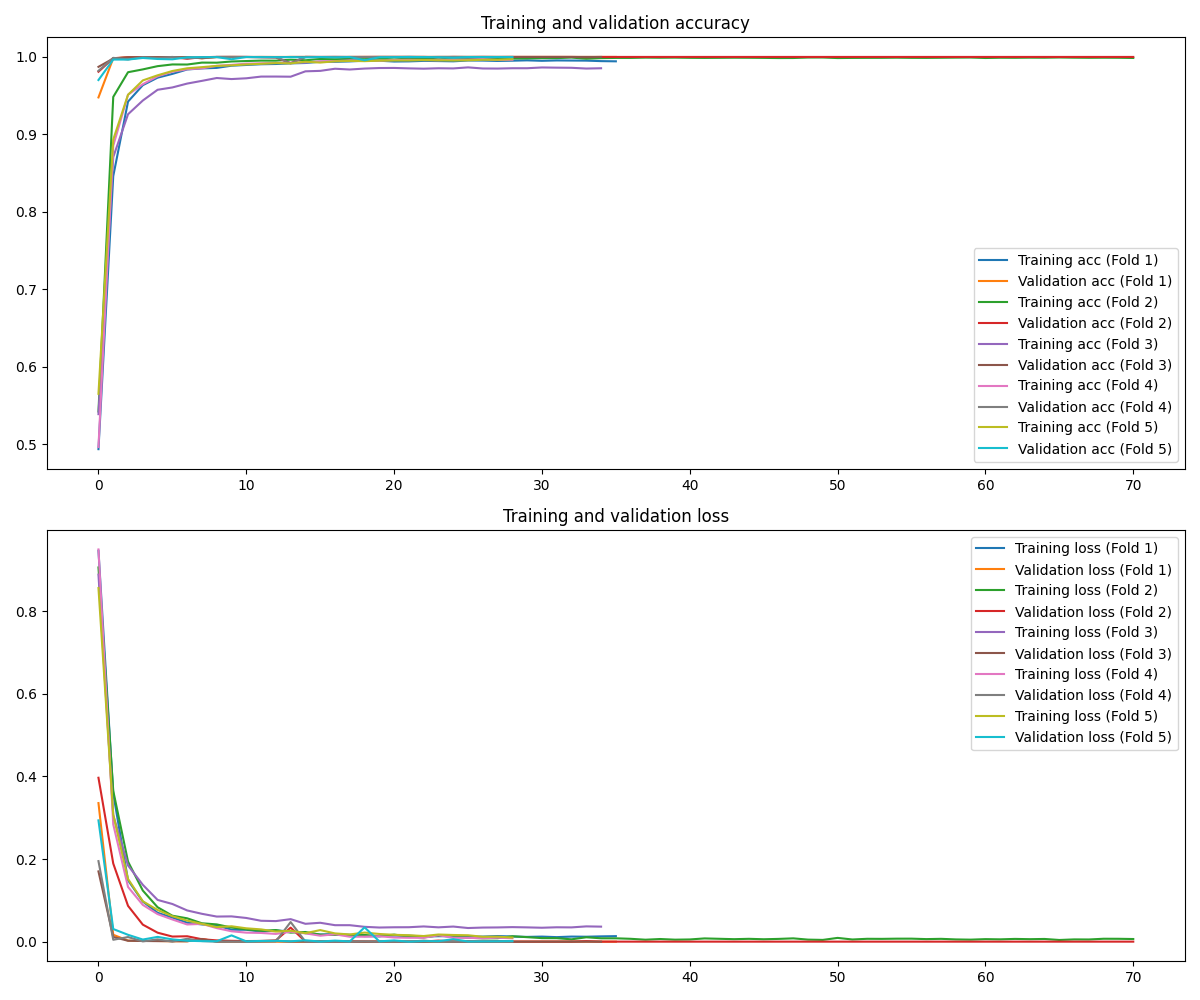 Training and validation accuracy
1.0
0.9
0.8
0.7
0.6
0.5
Training acc (Fold 1)
Validation acc (Fold 1)
Training acc (Fold 2)
Validation acc (Fold 2)
Training acc (Fold 3)
Validation acc (Fold 3)
Training acc (Fold 4)
Validation acc (Fold 4)
Training acc (Fold 5)
Validation acc (Fold 5)
0 10 20 30 40 50 60 70
Training and validation loss
0.8
0.6
0.4
0.2
0.0
Training loss (Fold 1)
Validation loss (Fold 1)
Training loss (Fold 2)
Validation loss (Fold 2)
Training loss (Fold 3)
Validation loss (Fold 3)
Training loss (Fold 4)
Validation loss (Fold 4)
Training loss (Fold 5)
Validation loss (Fold 5)
0 10 20 30 40 50 60 70